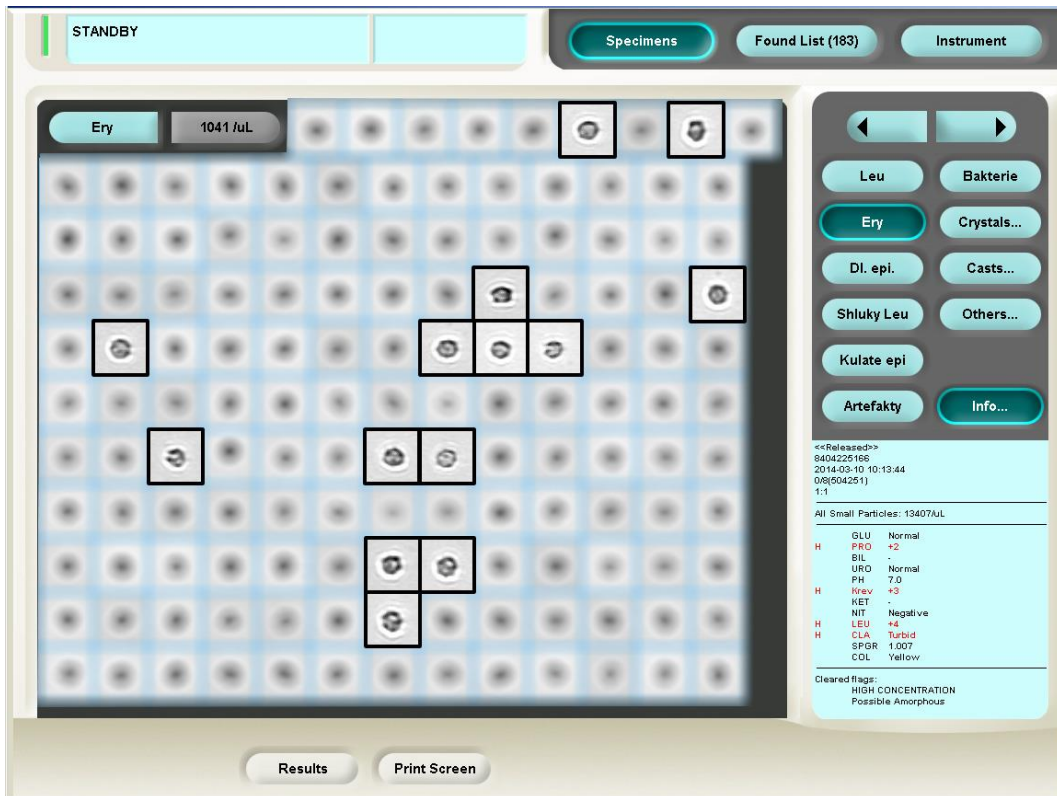 STANDBY
Specimens
Found List (183)
Instrument
Ery
1041 /uL
Leu
Bakterie
Ery
Crystals...
Dl. epi.
Casts...
Shluky Leu
Others...
Kulate epi
Artefakty
Info...
<<Released>>
8404225166
2014-03-10 10:13:44
0/8(504251)
1:1
All Small Particles: 13407/uL
GLU Normal
H PRO +2
BIL -
URO Normal
PH 7.0
H Krev +3
KET -
NIT Negative
H LEU +4
H CLA Turbid
SPGR 1.007
COL Yellow
Cleared flags:
HIGH CONCENTRATION
Possible Amorphous
Results
Print Screen